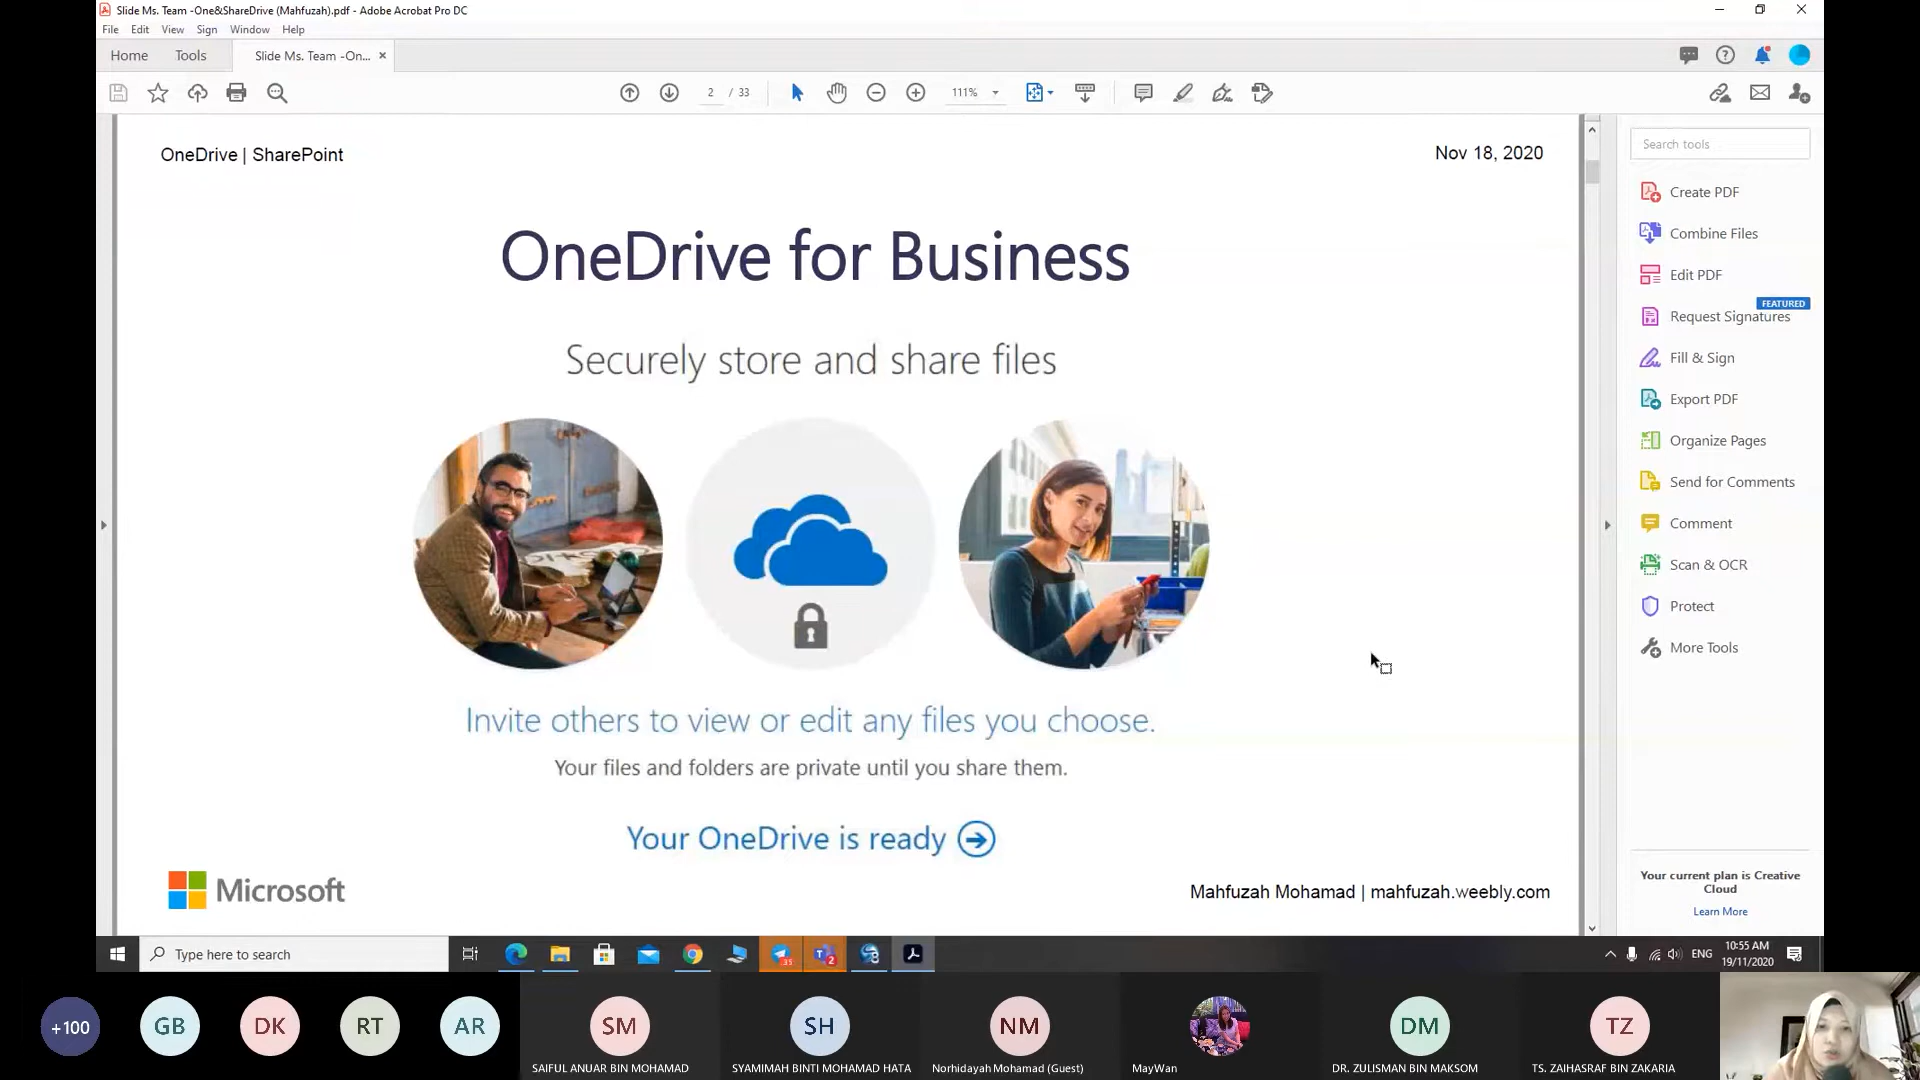 Slide Ms. Team -One&ShareDrive (Mahfuzah).pdf - Adobe Acrobat Pro DC
File Edit View Sign Window Help
Home Tools Slide Ms. Team -On... ×
2 / 33 111%
OneDrive | SharePoint
Nov 18, 2020
OneDrive for Business
Securely store and share files
Invite others to view or edit any files you choose.
Your files and folders are private until you share them.
Your OneDrive is ready
Microsoft
Mahfuzah Mohamad | mahfuzah.weebly.com
Search tools
Create PDF
Combine Files
Edit PDF
FEATURED
Request Signatures
Fill & Sign
Export PDF
Organize Pages
Send for Comments
Comment
Scan & OCR
Protect
More Tools
Your current plan is Creative
Cloud
Learn More
Type here to search
35
2
ENG
10:55 AM
19/11/2020
+100 GB DK RT AR SM SH NM DM TZ
SAIFUL ANUAR BIN MOHAMAD
SYAMIMAH BINTI MOHAMAD HATA
Norhidayah Mohamad (Guest)
MayWan
DR. ZULISMAN BIN MAKSOM
TS. ZAIHASRAF BIN ZAKARIA